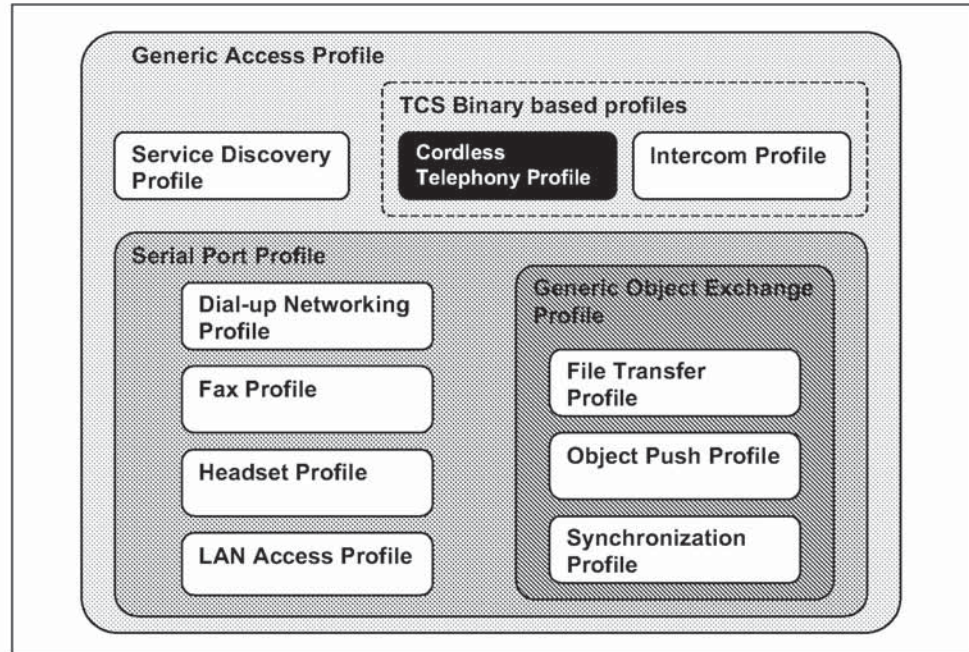 Generic Access Profile
TCS Binary based profiles
Service Discovery
Profile
Cordless
Telephony Profile
Intercom Profile
Serial Port Profile
Dial-up Networking
Profile
Fax Profile
Headset Profile
LAN Access Profile
Generic Object Exchange
Profile
File Transfer
Profile
Object Push Profile
Synchronization
Profile